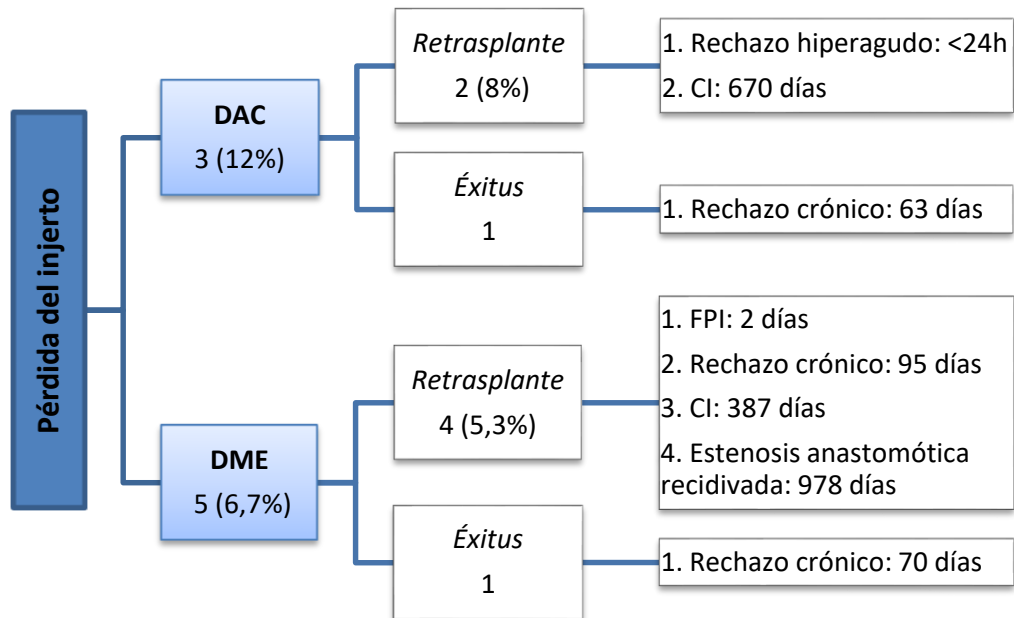 Pérdida del injerto
DAC
3 (12%)
Retrasplante
2 (8%)
1. Rechazo hiperagudo: <24h
2. CI: 670 días
Éxitus
1
1. Rechazo crónico: 63 días
DME
5 (6,7%)
Retrasplante
4 (5,3%)
1. FPI: 2 días
2. Rechazo crónico: 95 días
3. CI: 387 días
4. Estenosis anastomótica
recidivada: 978 días
Éxitus
1
1. Rechazo crónico: 70 días